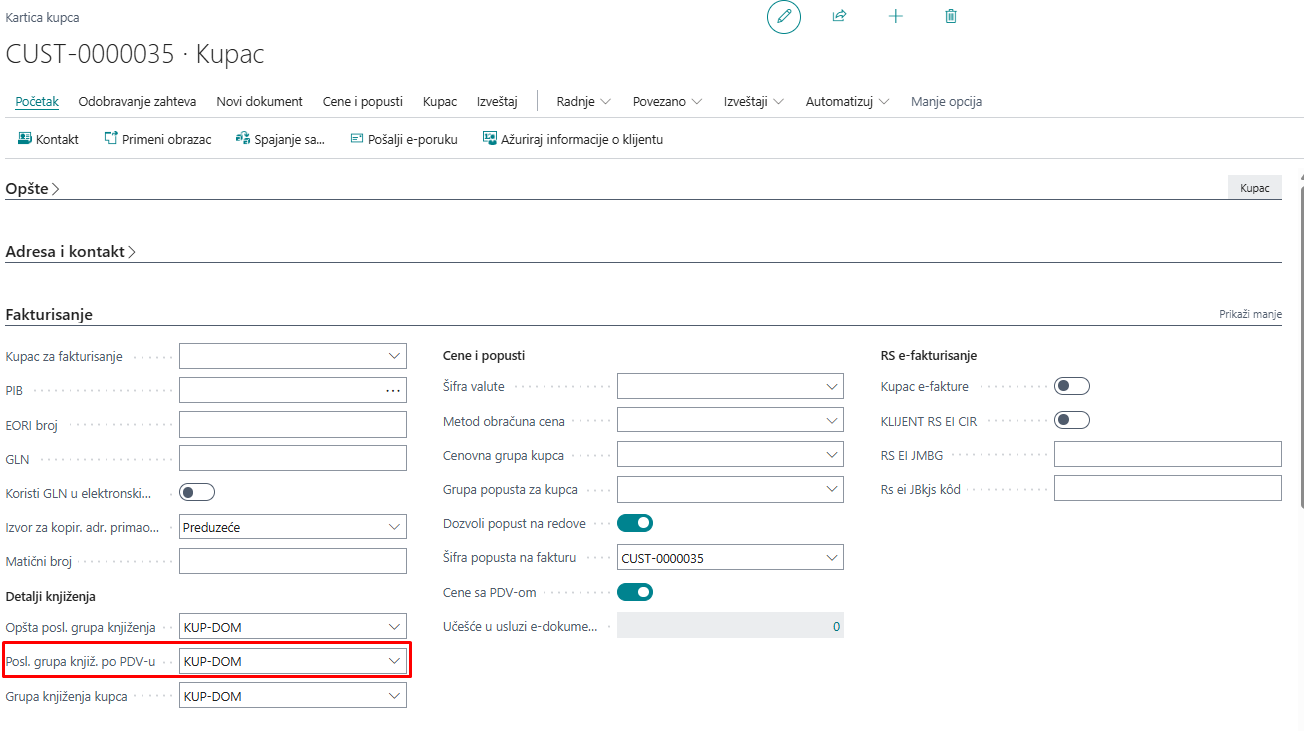 Kartica kupca
CUST-0000035 · Kupac
Početak Odobravanje zahteva Novi dokument Cene i popusti Kupac Izveštaj Radnje Povezano Izveštaji Automatizuj Manje opcija
Kontakt Primeni obrazac Spajanje sa... Pošalji e-poruku Ažuriraj informacije o klijentu
Opšte
Kupac
Adresa i kontakt
Fakturisanje
Prikaži manje
Kupac za fakturisanje
PIB
EORI broj
GLN
Koristi GLN u elektronski...
Izvor za kopir. adr. primao... Preduzeće
Matični broj
Detalji knjiženja
Opšta posl. grupa knjiženja KUP-DOM
Posl. grupa knjiž. po PDV-u KUP-DOM
Grupa knjiženja kupca KUP-DOM
Cene i popusti
Šifra valute
Metod obračuna cena
Cenovna grupa kupca
Grupa popusta za kupca
Dozvoli popust na redove
Šifra popusta na fakturu CUST-0000035
Cene sa PDV-om
Učešće u usluzi e-dokume... 0
RS e-fakturisanje
Kupac e-fakture
KLIJENT RS EI CIR
RS EI JMBG
Rs ei JBkjs kôd